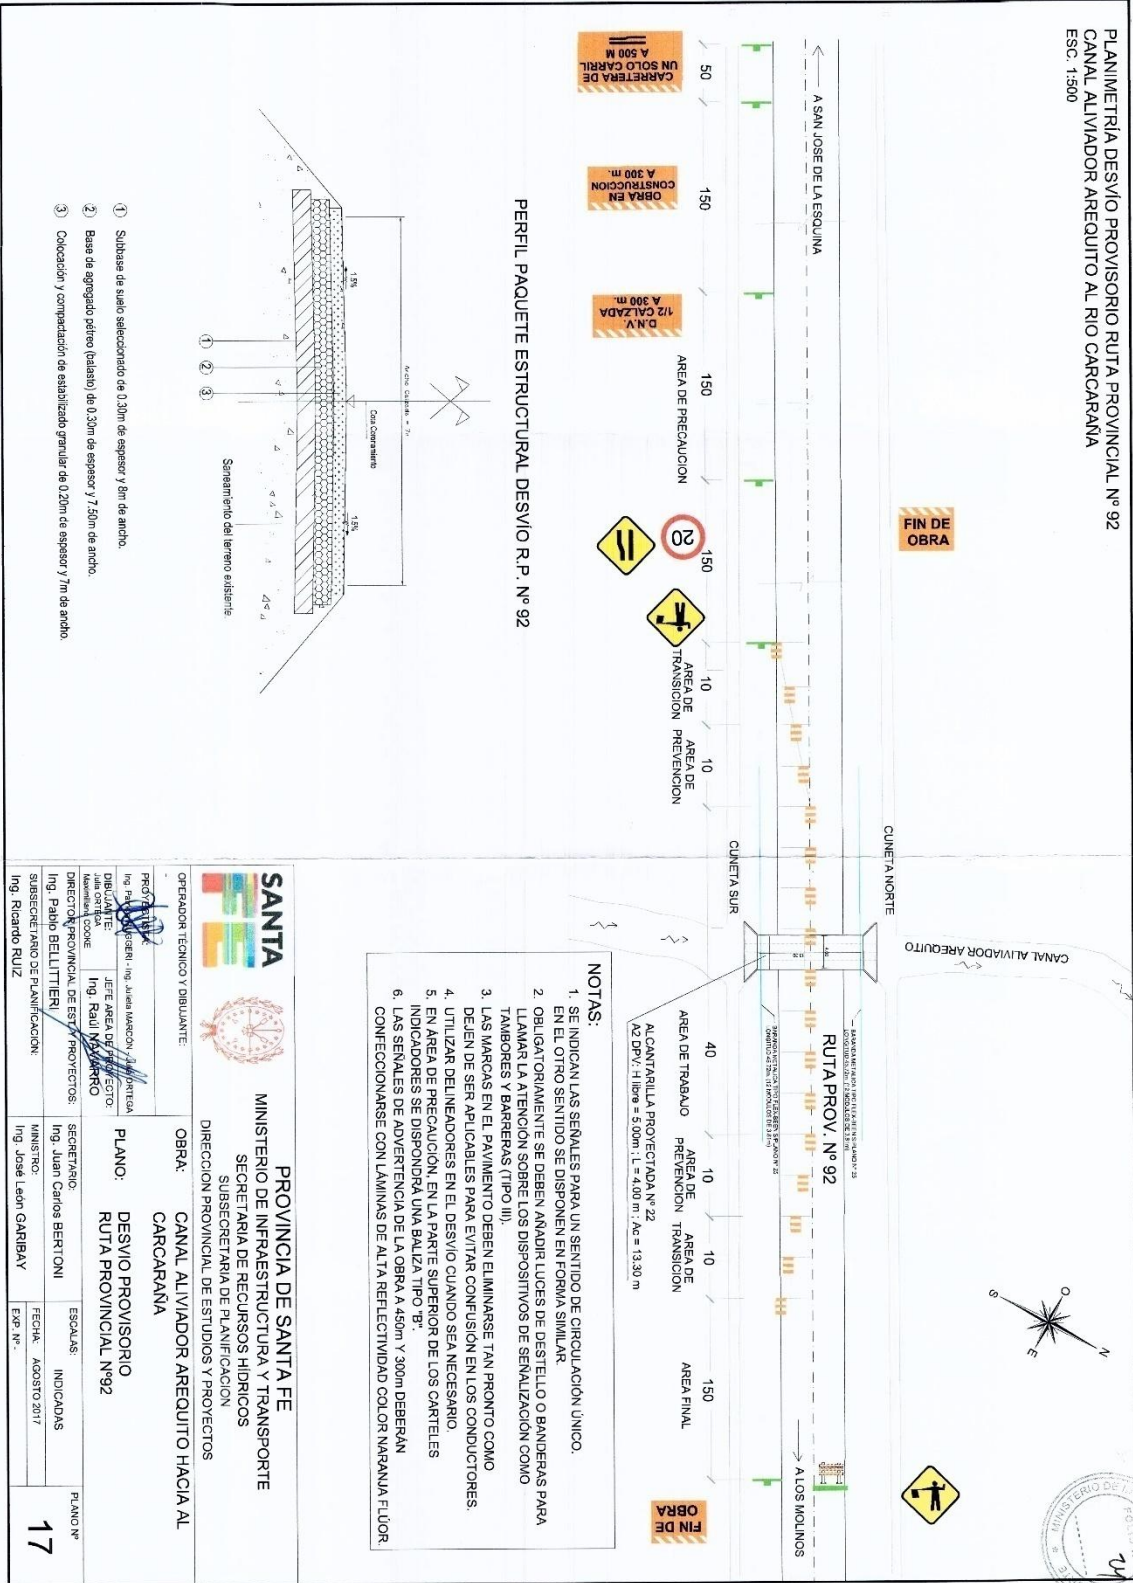 PLANIMETRÍA DESVÍO PROVISORIO RUTA PROVINCIAL Nº 92
CANAL ALIVIADOR AREQUITO AL RIO CARCARAÑA
ESC. 1:500
FIN DE
OBRA
CANAL ALIVIADOR AREQUITO
CUNETA NORTE
N
O
E
S
A SAN JOSE DE LA ESQUINA
RUTA PROV. Nº 92
A LOS MOLINOS
CUNETA SUR
50
150
150
150
10
10
40
10
10
150
AREA DE PRECAUCION
AREA DE
TRANSICION
AREA DE
PREVENCION
AREA DE TRABAJO
AREA DE
PREVENCION
AREA DE
TRANSICION
AREA FINAL
CARRETERA DE
UN SOLO CARRIL
A 500 M
OBRA EN
CONSTRUCCION
A 300 m.
D.N.V.
1/2 CALZADA
A 300 m.
20
FIN DE
OBRA
ALCANTARILLA PROYECTADA Nº 22
A2 DPV: H libre = 5.00m ; L = 4.00 m ; Ac = 13.30 m
PERFIL PAQUETE ESTRUCTURAL DESVÍO R.P. Nº 92
Ancho Calzada = 7m
Cota Coronamiento
1.5%
1.5%
1
2
3
Saneamiento del terreno existente.
1 Subbase de suelo seleccionado de 0.30m de espesor y 8m de ancho.
2 Base de agregado pétreo (balasto) de 0.30m de espesor y 7.50m de ancho.
3 Colocación y compactación de estabilizado granular de 0.20m de espesor y 7m de ancho.
NOTAS:
1. SE INDICAN LAS SEÑALES PARA UN SENTIDO DE CIRCULACIÓN ÚNICO.
EN EL OTRO SENTIDO SE DISPONEN EN FORMA SIMILAR.
2. OBLIGATORIAMENTE SE DEBEN AÑADIR LUCES DE DESTELLO O BANDERAS PARA
LLAMAR LA ATENCIÓN SOBRE LOS DISPOSITIVOS DE SEÑALIZACIÓN COMO
TAMBORES Y BARRERAS (TIPO III).
3. LAS MARCAS EN EL PAVIMENTO DEBEN ELIMINARSE TAN PRONTO COMO
DEJEN DE SER APLICABLES PARA EVITAR CONFUSIÓN EN LOS CONDUCTORES.
4. UTILIZAR DELINEADORES EN EL DESVÍO CUANDO SEA NECESARIO.
5. EN ÁREA DE PRECAUCIÓN, EN LA PARTE SUPERIOR DE LOS CARTELES
INDICADORES SE DISPONDRÁ UNA BALIZA TIPO "B".
6. LAS SEÑALES DE ADVERTENCIA DE LA OBRA A 450m Y 300m DEBERÁN
CONFECCIONARSE CON LÁMINAS DE ALTA REFLECTIVIDAD COLOR NARANJA FLÚOR.
SANTA
FE
PROVINCIA DE SANTA FE
MINISTERIO DE INFRAESTRUCTURA Y TRANSPORTE
SECRETARIA DE RECURSOS HÍDRICOS
SUBSECRETARIA DE PLANIFICACION
DIRECCION PROVINCIAL DE ESTUDIOS Y PROYECTOS
OPERADOR TÉCNICO Y DIBUJANTE:
OBRA: CANAL ALIVIADOR AREQUITO HACIA AL
CARCARAÑA
Ing. Julieta MARCÓN
DIBUJANTE:
Julia ORTEGA
Maximiliano COOKE
JEFE AREA DE PROYECTO:
Ing. Raúl NAVARRO
PLANO: DESVIO PROVISORIO
RUTA PROVINCIAL Nº92
DIRECTOR PROVINCIAL DE EST. Y PROYECTOS:
Ing. Pablo BELLITTIERI
SECRETARIO:
Ing. Juan Carlos BERTONI
ESCALAS: INDICADAS
PLANO Nº
17
SUBSECRETARIO DE PLANIFICACIÓN:
Ing. Ricardo RUIZ
MINISTRO:
Ing. José León GARIBAY
FECHA: AGOSTO 2017
EXP. Nº.